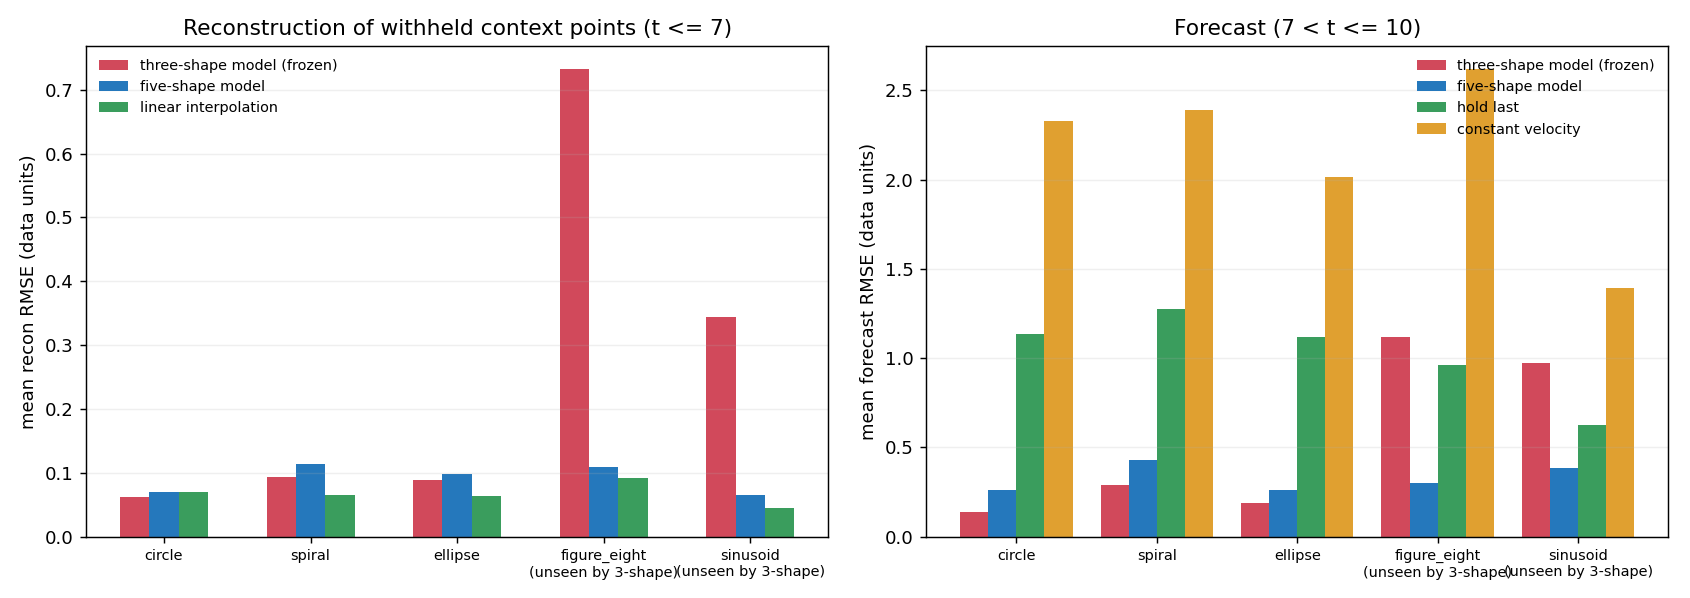 Reconstruction of withheld context points (t <= 7)
three-shape model (frozen)
five-shape model
linear interpolation
mean recon RMSE (data units)
0.7
0.6
0.5
0.4
0.3
0.2
0.1
0.0
circle
spiral
ellipse
figure_eight
(unseen by 3-shape)
sinusoid
(unseen by 3-shape)
Forecast (7 < t <= 10)
three-shape model (frozen)
five-shape model
hold last
constant velocity
mean forecast RMSE (data units)
2.5
2.0
1.5
1.0
0.5
0.0
circle
spiral
ellipse
figure_eight
(unseen by 3-shape)
sinusoid
(unseen by 3-shape)